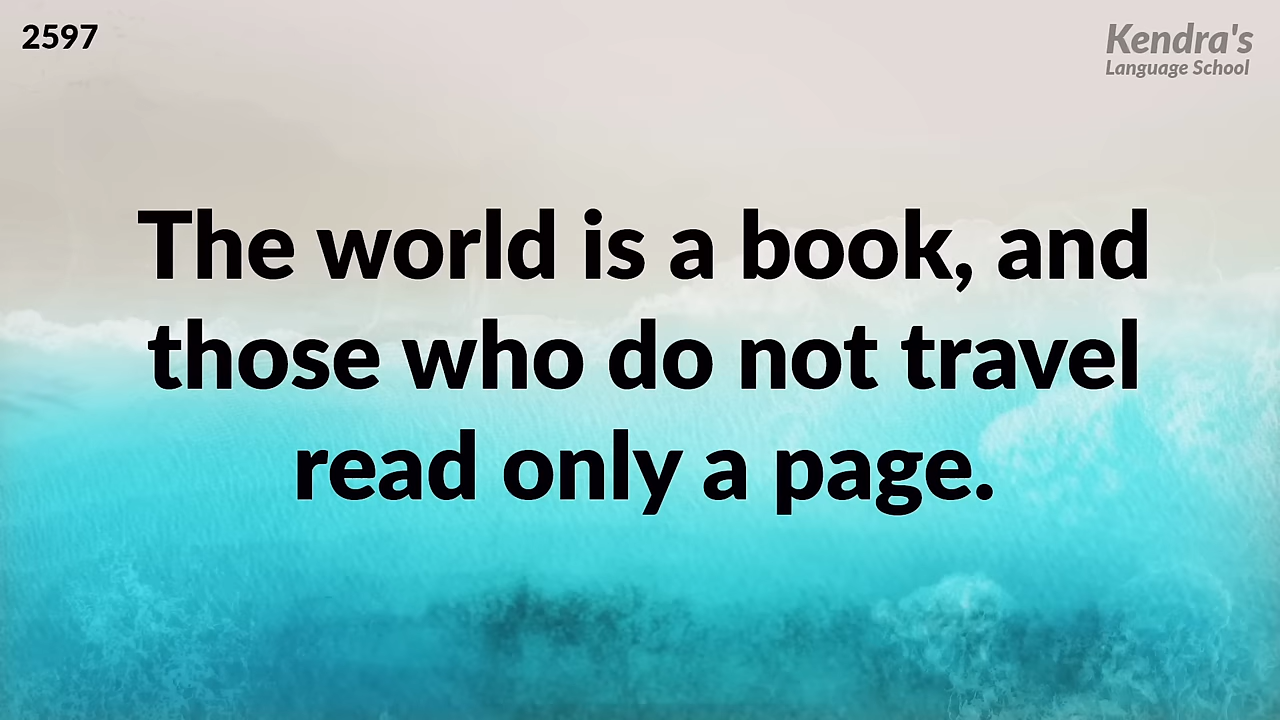 2597
Kendra's
Language School
The world is a book, and
those who do not travel
read only a page.